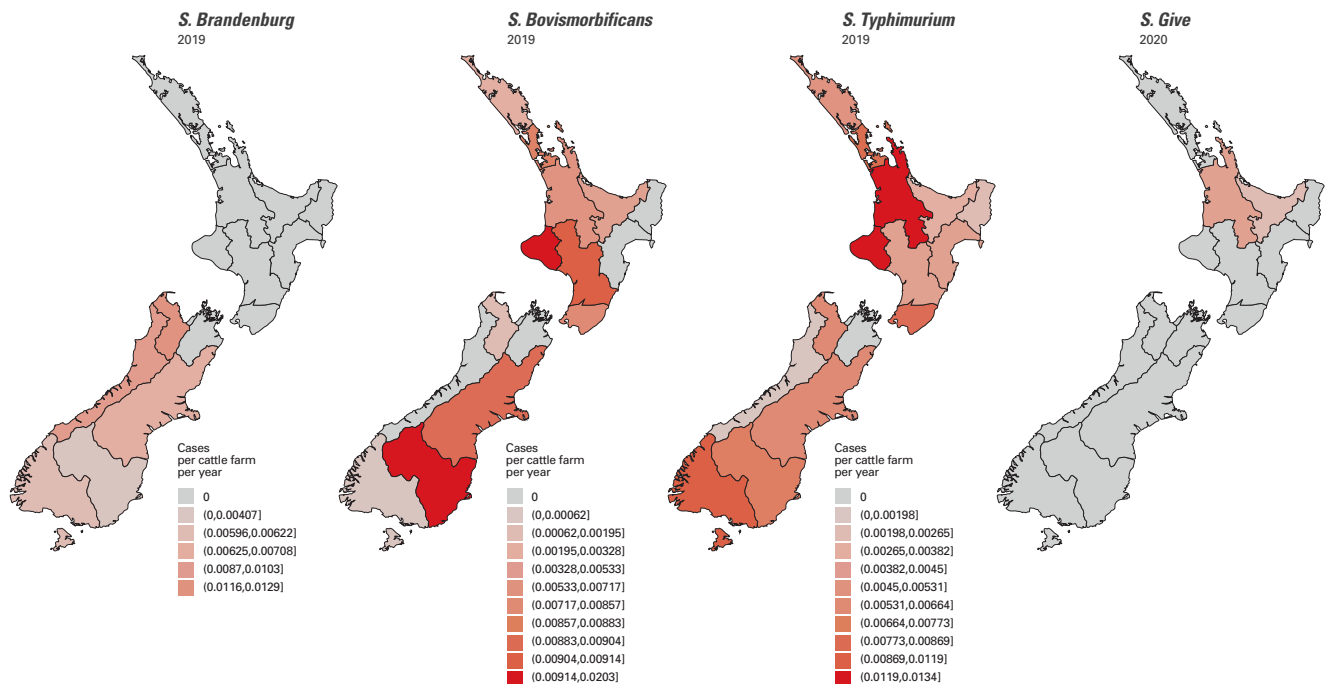 S. Brandenburg
2019
S. Bovismorbificans
2019
S. Typhimurium
2019
S. Give
2020
Cases
per cattle farm
per year
0
(0,0.00407]
(0.00596,0.00622]
(0.00625,0.00708]
(0.0087,0.0103]
(0.0116,0.0129]
Cases
per cattle farm
per year
0
(0,0.00062]
(0.00062,0.00195]
(0.00195,0.00328]
(0.00328,0.00533]
(0.00533,0.00717]
(0.00717,0.00857]
(0.00857,0.00883]
(0.00883,0.00904]
(0.00904,0.00914]
(0.00914,0.0203]
Cases
per cattle farm
per year
0
(0,0.00198]
(0.00198,0.00265]
(0.00265,0.00382]
(0.00382,0.0045]
(0.0045,0.00531]
(0.00531,0.00664]
(0.00664,0.00773]
(0.00773,0.00869]
(0.00869,0.0119]
(0.0119,0.0134]